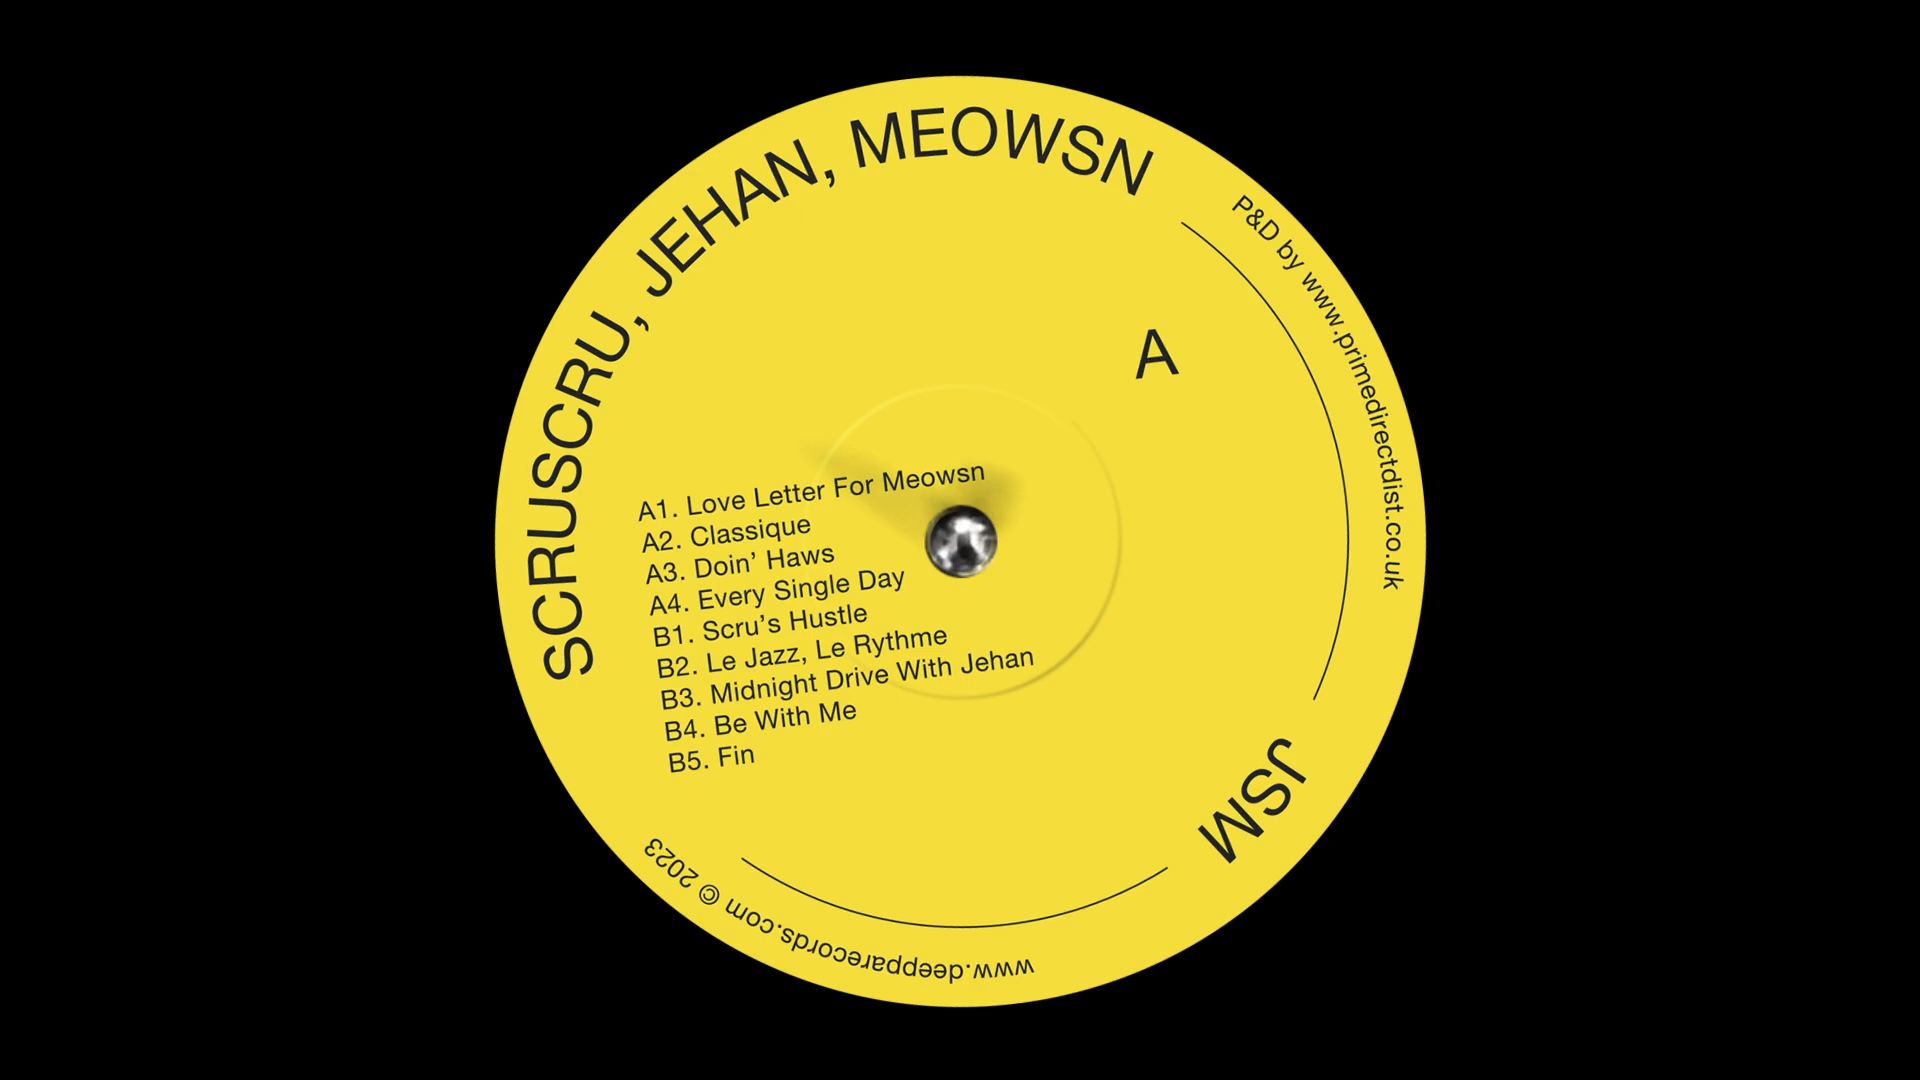 SCRUSCRU, JEHAN, MEOWSN
P&D by www.primedirectdist.co.uk
A
A1. Love Letter For Meowsn
A2. Classique
A3. Doin’ Haws
A4. Every Single Day
B1. Scru’s Hustle
B2. Le Jazz, Le Rythme
B3. Midnight Drive With Jehan
B4. Be With Me
B5. Fin
JSM
www.deepparecords.com © 2023